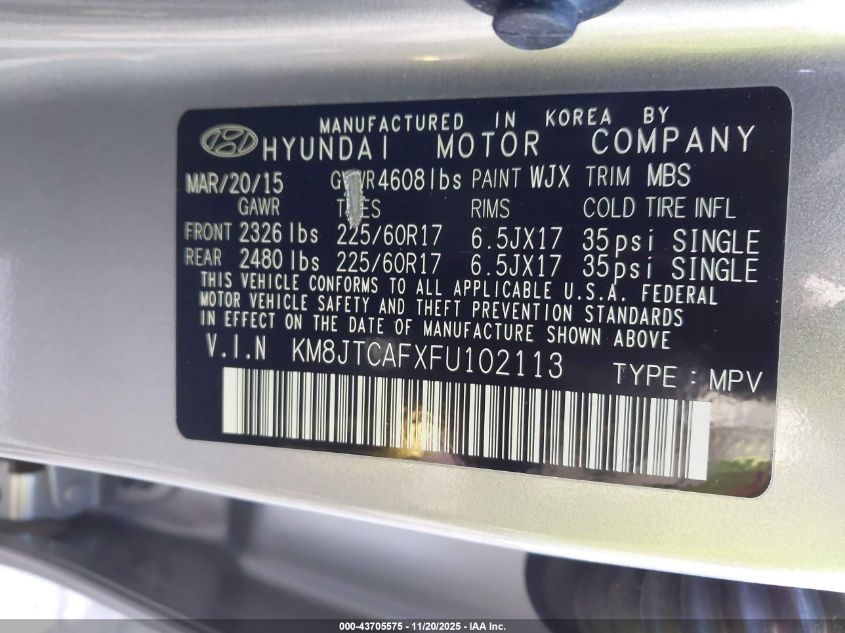 MANUFACTURED IN KOREA BY
HYUNDAI MOTOR COMPANY
MAR/20/15 4608lbs PAINT WJX TRIM MBS
GAWR RIMS COLD TIRE INFL
FRONT 2326 lbs 225/60R17 6.5JX17 35psi SINGLE
REAR 2480 lbs 225/60R17 6.5JX17 35psi SINGLE
THIS VEHICLE CONFORMS TO ALL APPLICABLE U.S.A. FEDERAL
MOTOR VEHICLE SAFETY AND THEFT PREVENTION STANDARDS
IN EFFECT ON THE DATE OF MANUFACTURE SHOWN ABOVE
V.I.N KM8JTCAFXFU102113 TYPE : MPV
000-43705575 - 11/20/2025 - IAA Inc.